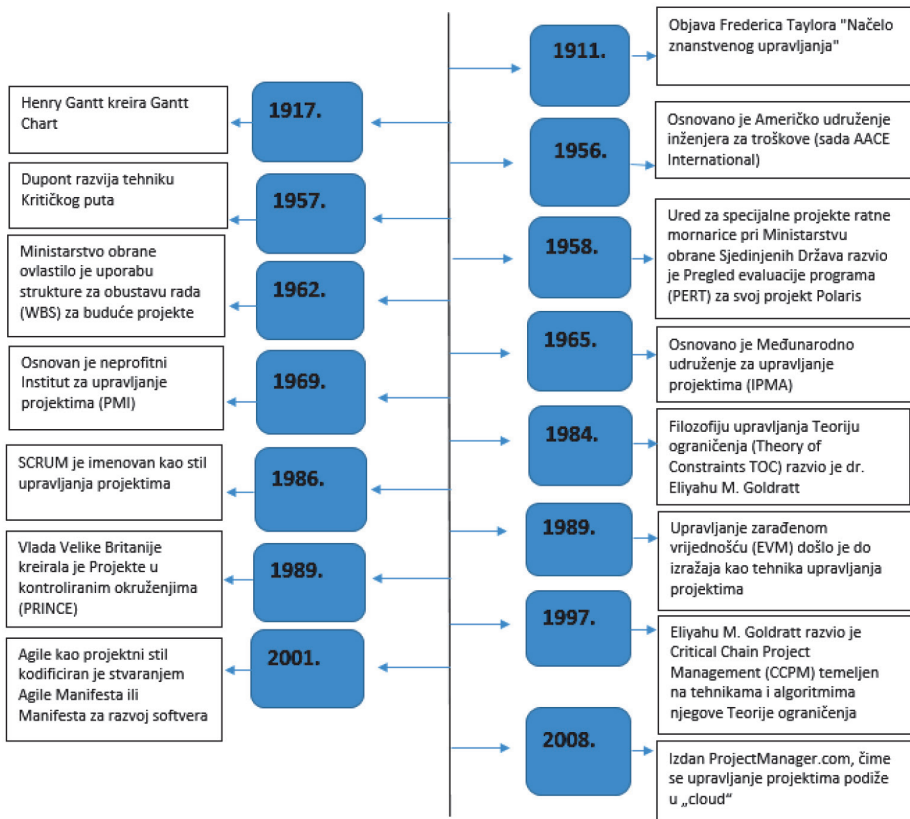 1911.
Objava Frederica Taylora "Načelo
znanstvenog upravljanja"
1917.
Henry Gantt kreira Gantt
Chart
1956.
Osnovano je Američko udruženje
inženjera za troškove (sada AACE
International)
1957.
Dupont razvija tehniku
Kritičkog puta
1958.
Ured za specijalne projekte ratne
mornarice pri Ministarstvu
obrane Sjedinjenih Država razvio
je Pregled evaluacije programa
(PERT) za svoj projekt Polaris
1962.
Ministarstvo obrane
ovlastilo je uporabu
strukture za obustavu rada
(WBS) za buduće projekte
1965.
Osnovano je Međunarodno
udruženje za upravljanje
projektima (IPMA)
1969.
Osnovan je neprofitni
Institut za upravljanje
projektima (PMI)
1984.
Filozofiju upravljanja Teoriju
ograničenja (Theory of
Constraints TOC) razvio je dr.
Eliyahu M. Goldratt
1986.
SCRUM je imenovan kao stil
upravljanja projektima
1989.
Upravljanje zarađenom
vrijednošću (EVM) došlo je do
izražaja kao tehnika upravljanja
projektima
1989.
Vlada Velike Britanije
kreirala je Projekte u
kontroliranim okruženjima
(PRINCE)
1997.
Eliyahu M. Goldratt razvio je
Critical Chain Project
Management (CCPM) temeljen
na tehnikama i algoritmima
njegove Teorije ograničenja
2001.
Agile kao projektni stil
kodificiran je stvaranjem
Agile Manifesta ili
Manifesta za razvoj softvera
2008.
Izdan ProjectManager.com, čime
se upravljanje projektima podiže
u „cloud“